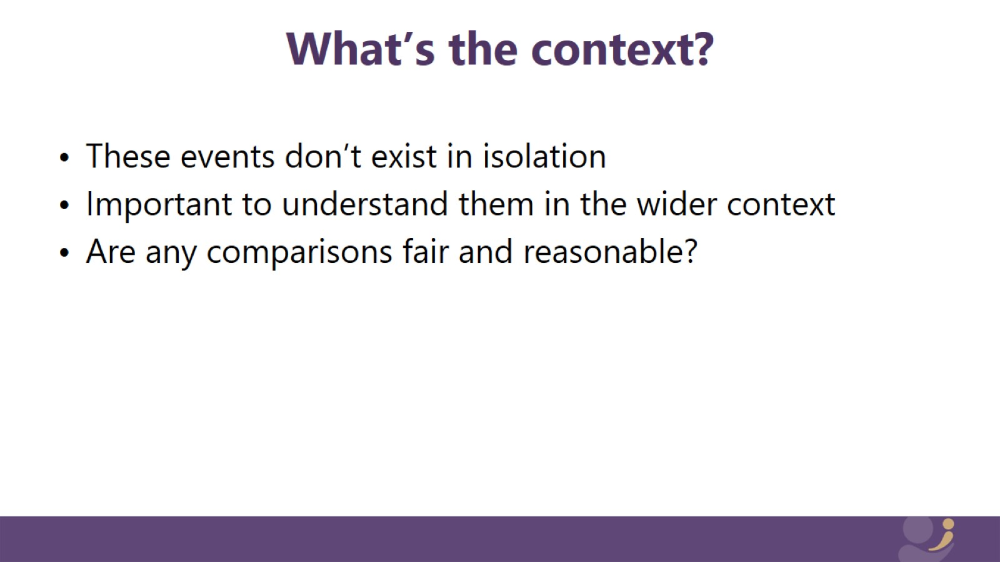 What’s the context?
• These events don’t exist in isolation
• Important to understand them in the wider context
• Are any comparisons fair and reasonable?